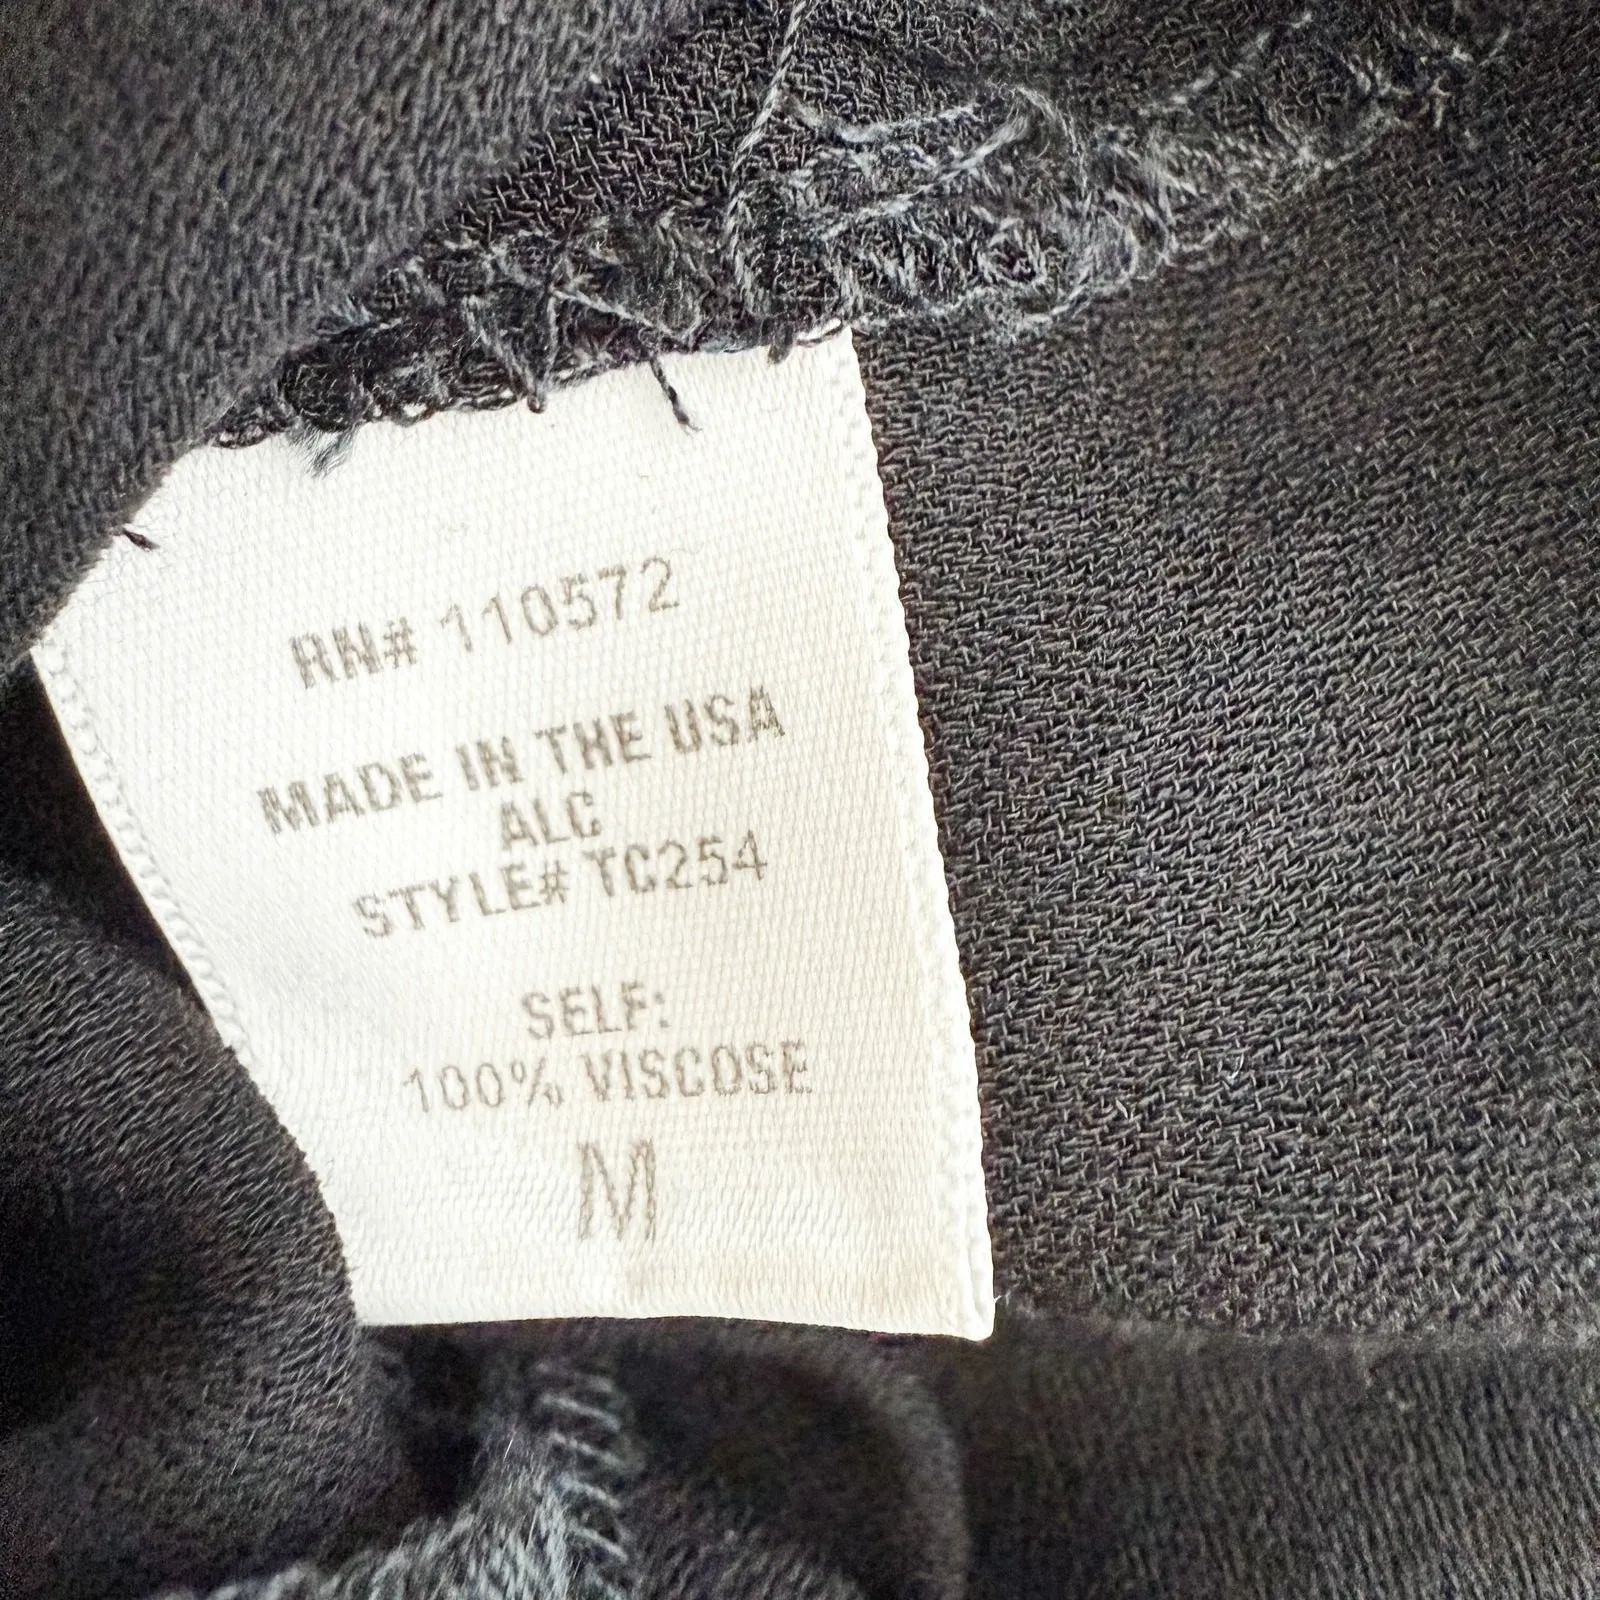 RN# 110572
MADE IN THE USA
ALC
STYLE# TC254
SELF:
100% VISCOSE
M